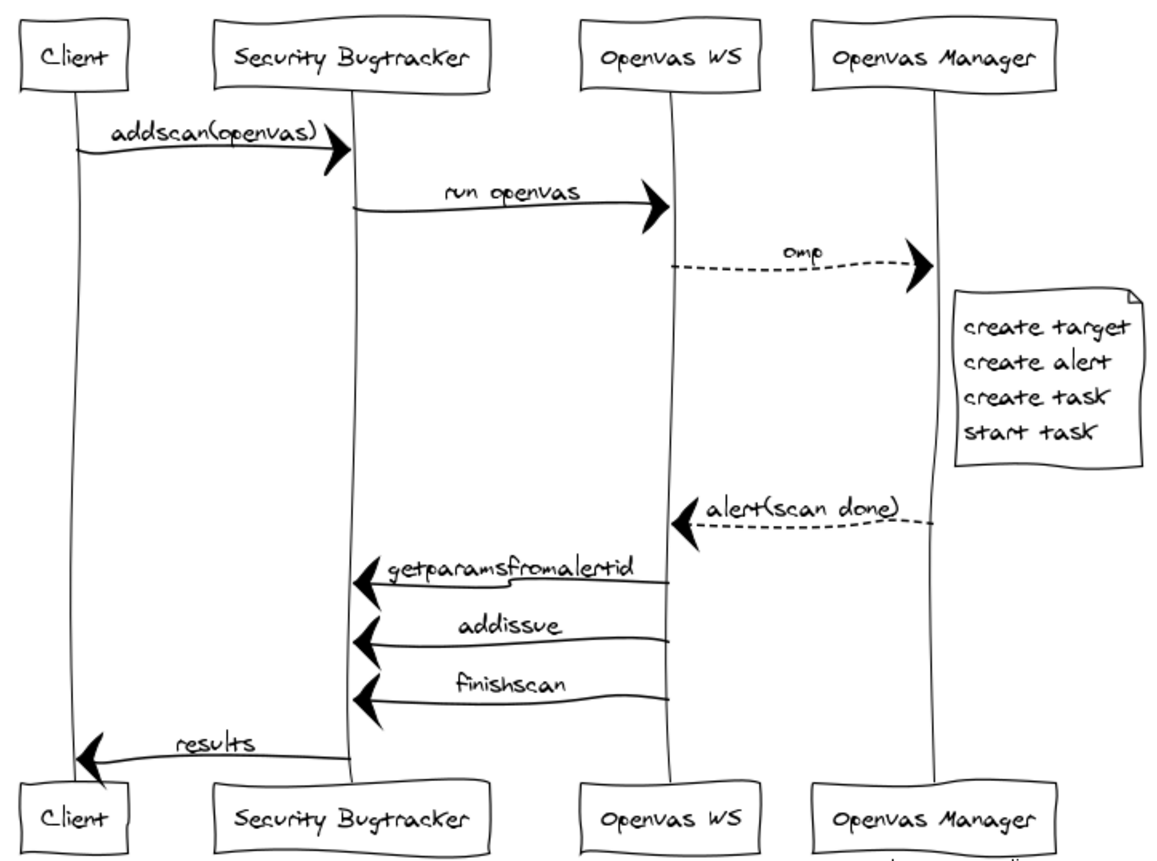 Client
Security Bugtracker
Openvas WS
Openvas Manager
addscan(openvas)
run openvas
omp
create target
create alert
create task
start task
alert(scan done)
getparamsfromalertid
addissue
finishscan
results
Client
Security Bugtracker
Openvas WS
Openvas Manager